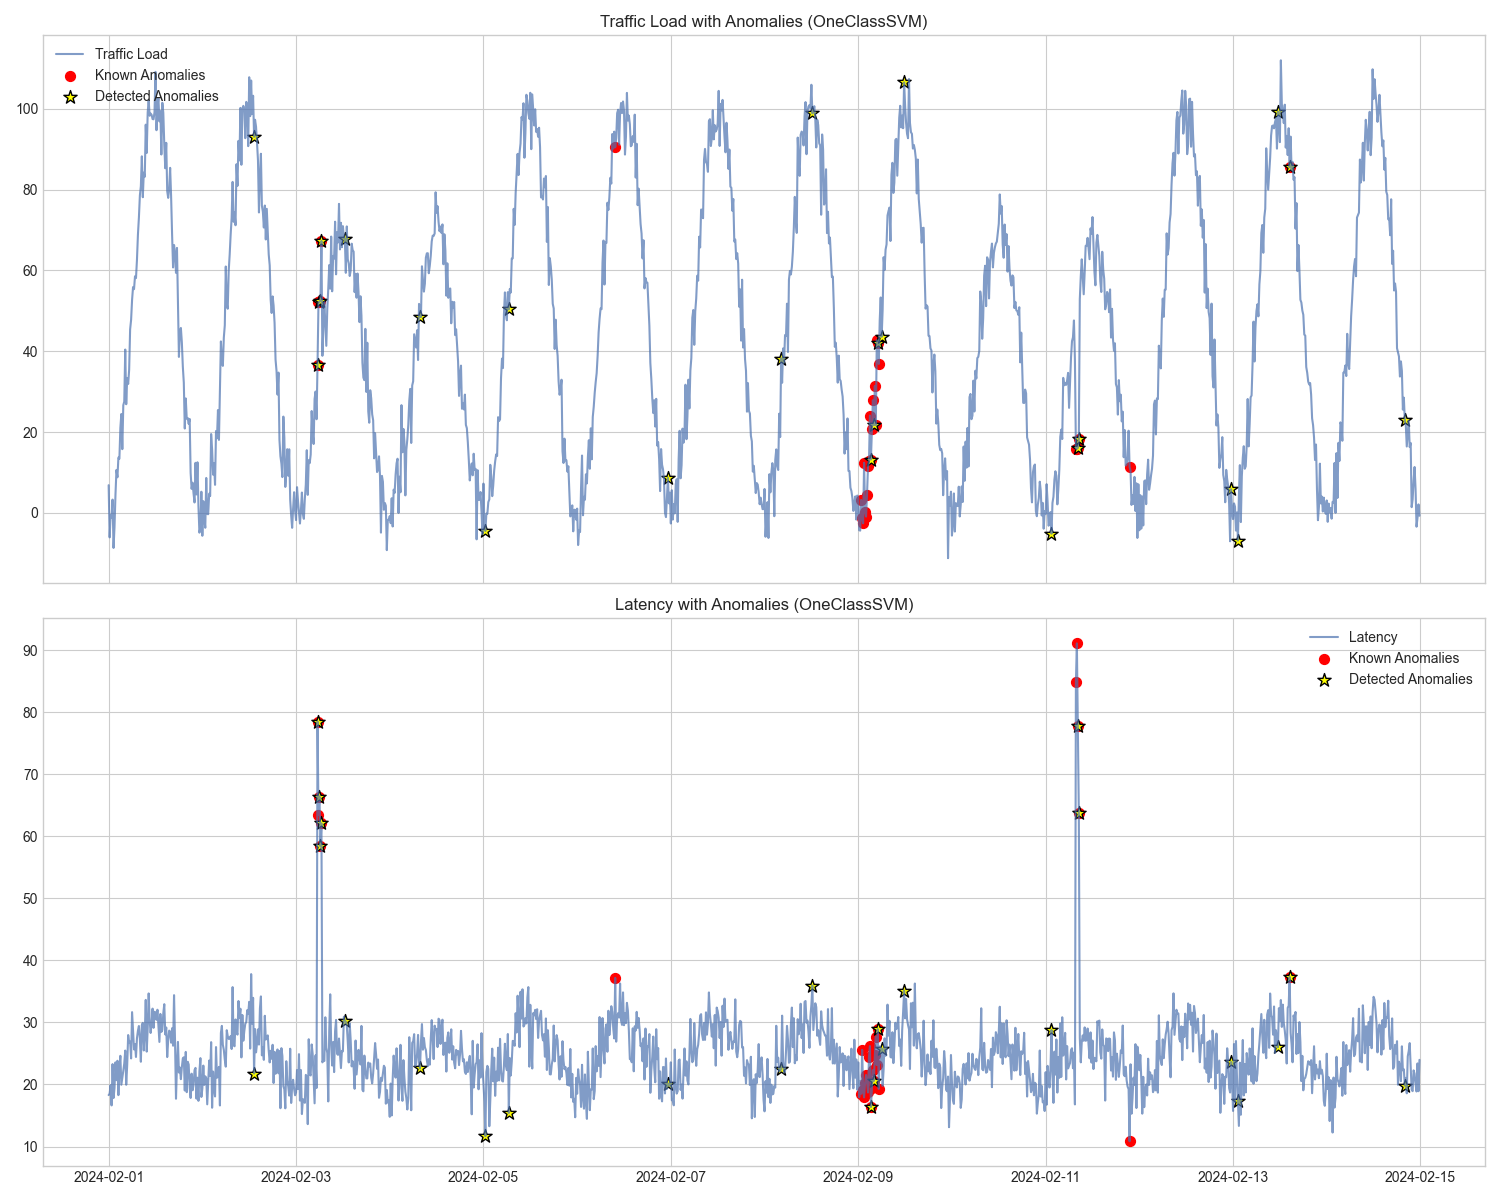 Traffic Load with Anomalies (OneClassSVM)
Traffic Load
Known Anomalies
Detected Anomalies
100
80
60
40
20
0
Latency with Anomalies (OneClassSVM)
Latency
Known Anomalies
Detected Anomalies
90
80
70
60
50
40
30
20
10
2024-02-01 2024-02-03 2024-02-05 2024-02-07 2024-02-09 2024-02-11 2024-02-13 2024-02-15